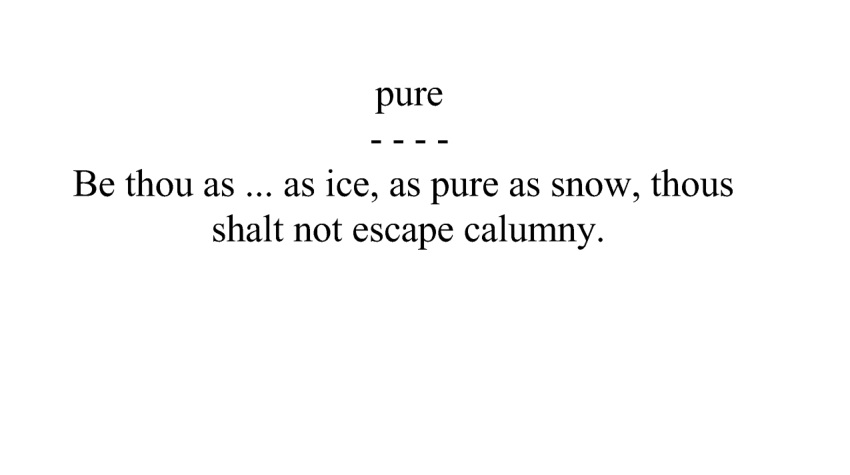 pure
- - - -
Be thou as ... as ice, as pure as snow, thous
shalt not escape calumny.